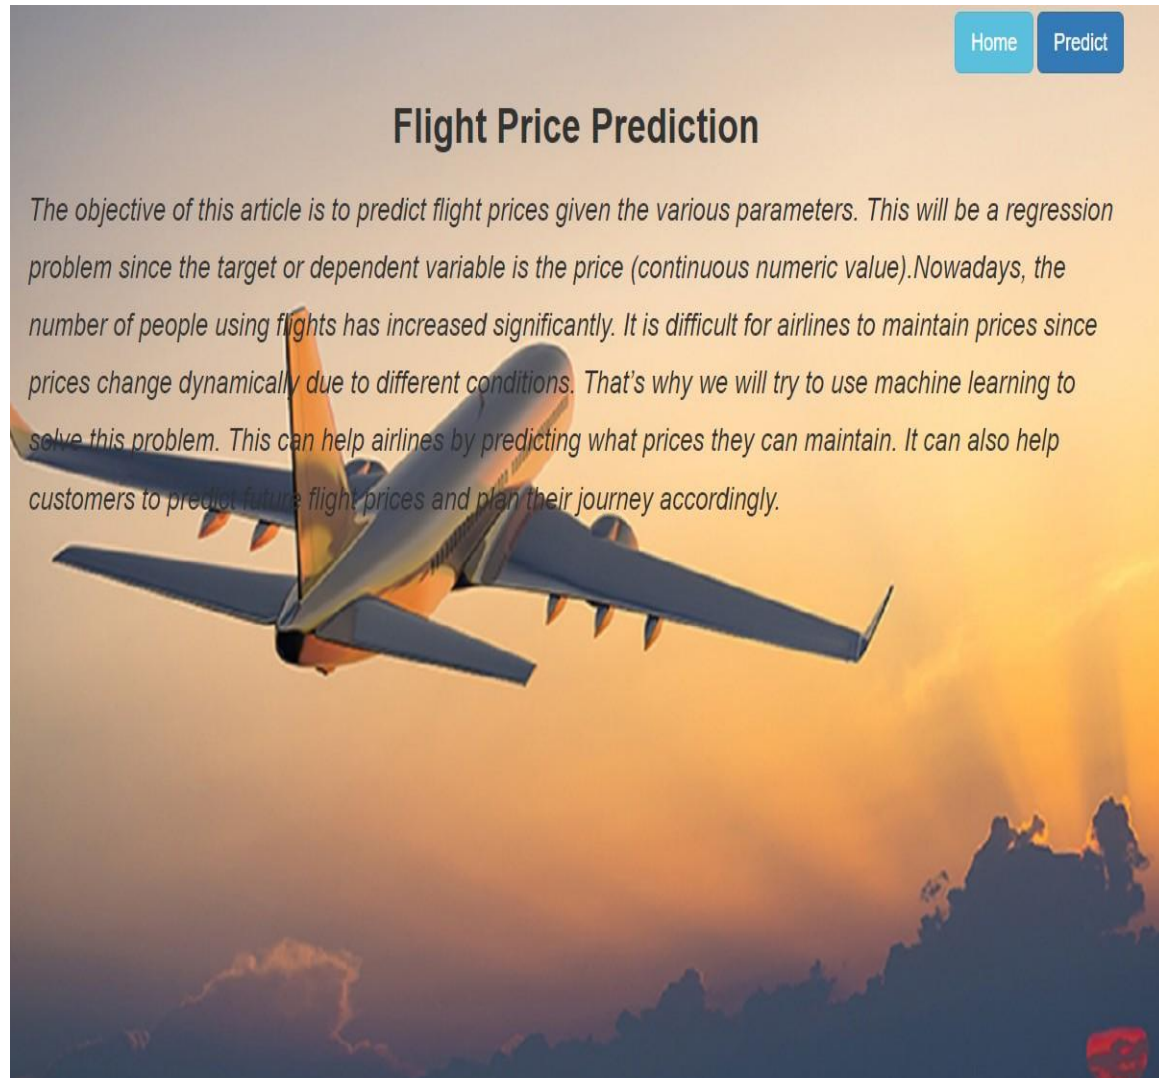 Home Predict
Flight Price Prediction
The objective of this article is to predict flight prices given the various parameters. This will be a regression
problem since the target or dependent variable is the price (continuous numeric value).Nowadays, the
number of people using flights has increased significantly. It is difficult for airlines to maintain prices since
prices change dynamically due to different conditions. That’s why we will try to use machine learning to
solve this problem. This can help airlines by predicting what prices they can maintain. It can also help
customers to predict future flight prices and plan their journey accordingly.